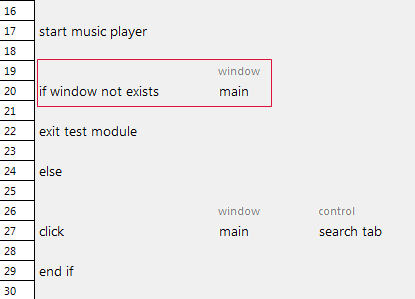 16
17 start music player
18
19 window
20 if window not exists main
21
22 exit test module
23
24 else
25
26 window control
27 click main search tab
28
29 end if
30